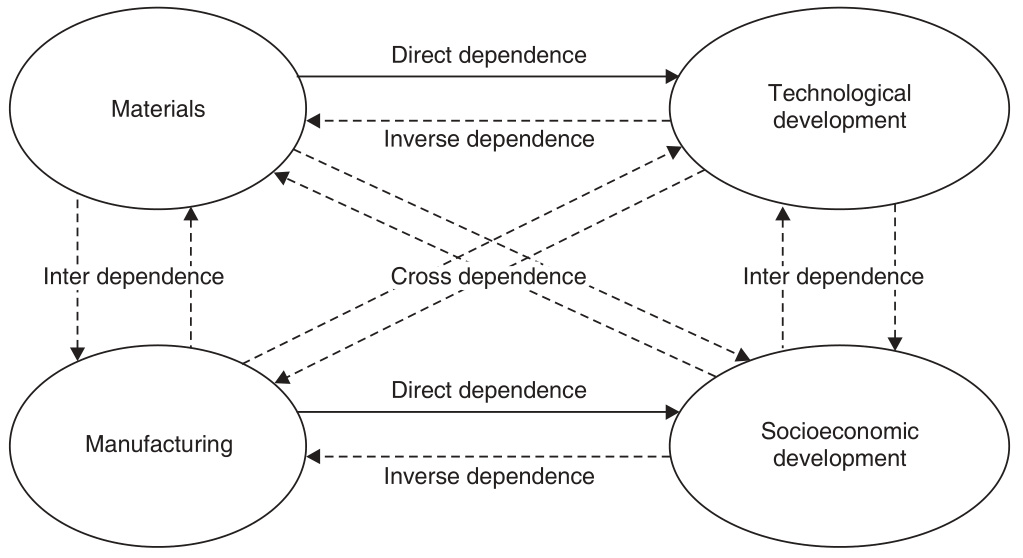 Direct dependence
Materials
Technological
development
Inverse dependence
Inter dependence
Cross dependence
Inter dependence
Direct dependence
Manufacturing
Socioeconomic
development
Inverse dependence